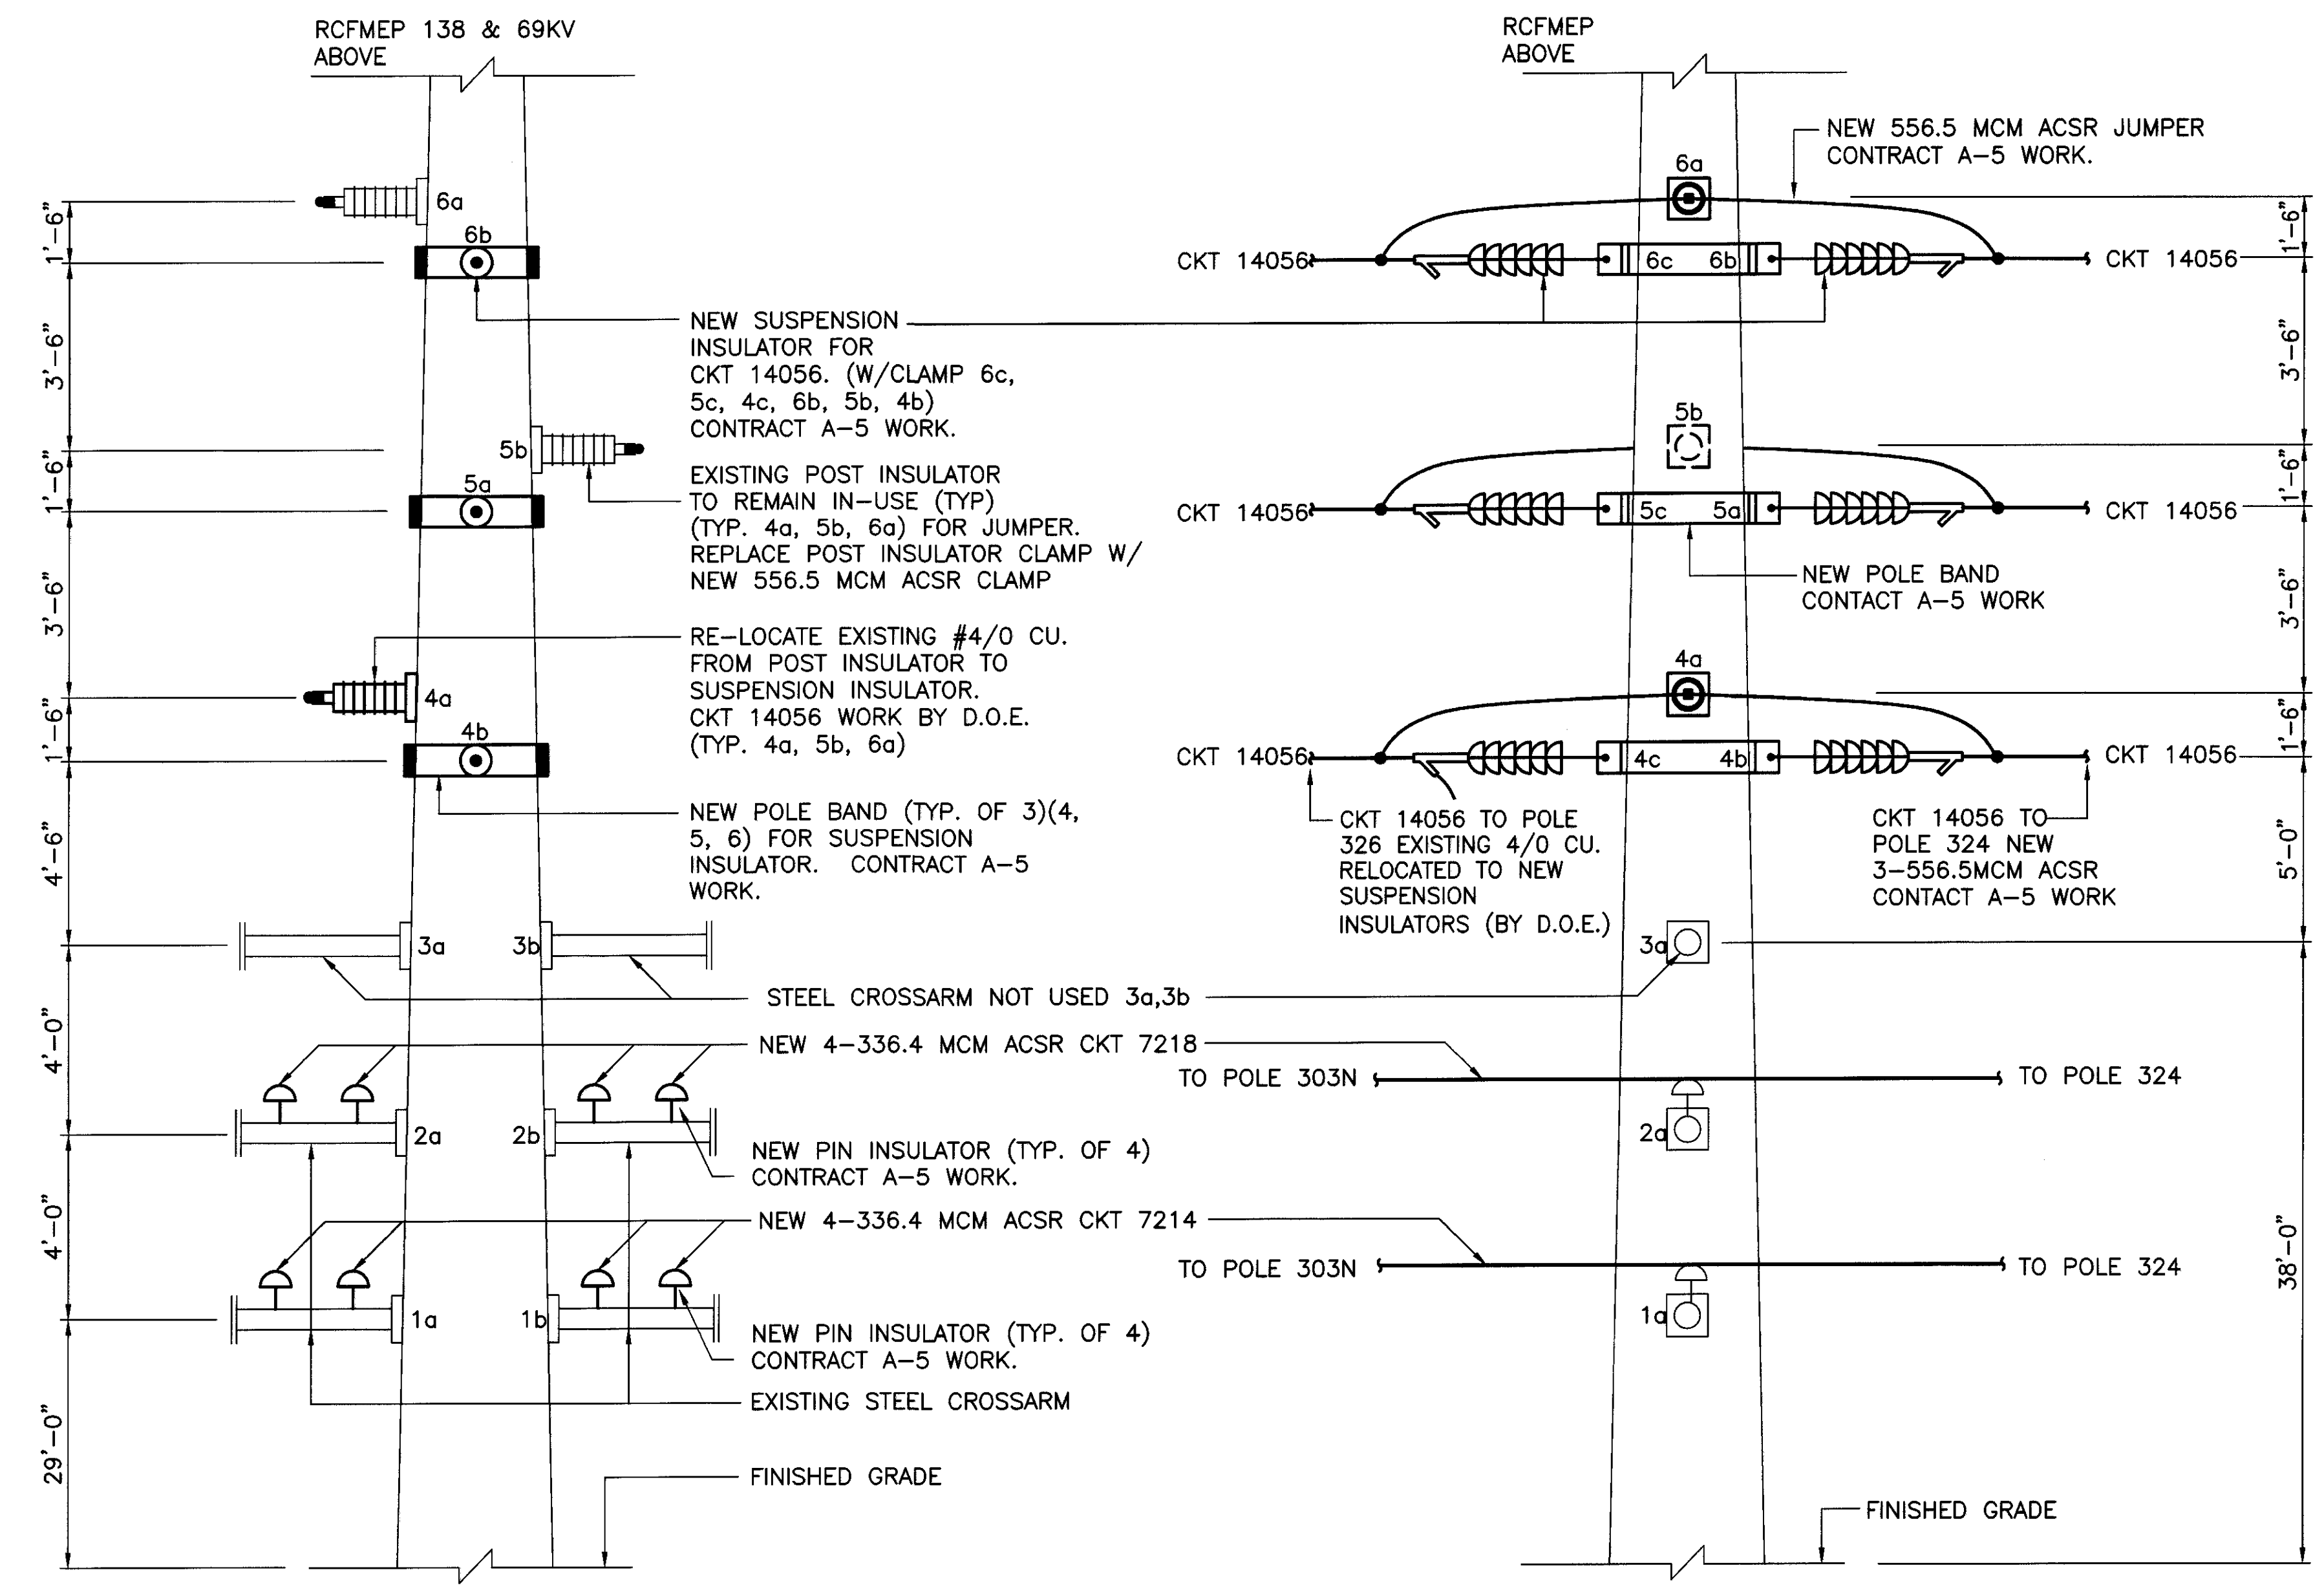 RCFMEP 138 & 69KV
ABOVE
6a
6b
1'-6"
3'-6"
NEW SUSPENSION
INSULATOR FOR
CKT 14056. (W/CLAMP 6c,
5c, 4c, 6b, 5b, 4b)
CONTRACT A-5 WORK.
5b
5a
1'-6"
EXISTING POST INSULATOR
TO REMAIN IN-USE (TYP)
(TYP. 4a, 5b, 6a) FOR JUMPER.
REPLACE POST INSULATOR CLAMP W/
NEW 556.5 MCM ACSR CLAMP
3'-6"
RE-LOCATE EXISTING #4/0 CU.
FROM POST INSULATOR TO
SUSPENSION INSULATOR.
CKT 14056 WORK BY D.O.E.
(TYP. 4a, 5b, 6a)
4a
4b
1'-6"
NEW POLE BAND (TYP. OF 3)(4,
5, 6) FOR SUSPENSION
INSULATOR. CONTRACT A-5
WORK.
4'-6"
3a
3b
STEEL CROSSARM NOT USED 3a,3b
4'-0"
NEW 4-336.4 MCM ACSR CKT 7218
2a
2b
NEW PIN INSULATOR (TYP. OF 4)
CONTRACT A-5 WORK.
4'-0"
NEW 4-336.4 MCM ACSR CKT 7214
1a
1b
NEW PIN INSULATOR (TYP. OF 4)
CONTRACT A-5 WORK.
EXISTING STEEL CROSSARM
29'-0"
FINISHED GRADE
RCFMEP
ABOVE
NEW 556.5 MCM ACSR JUMPER
CONTRACT A-5 WORK.
6a
1'-6"
CKT 14056
6c
6b
CKT 14056
3'-6"
5b
1'-6"
CKT 14056
5c
5a
CKT 14056
NEW POLE BAND
CONTACT A-5 WORK
3'-6"
4a
1'-6"
CKT 14056
4c
4b
CKT 14056
CKT 14056 TO POLE
326 EXISTING 4/0 CU.
RELOCATED TO NEW
SUSPENSION
INSULATORS (BY D.O.E.)
CKT 14056 TO
POLE 324 NEW
3-556.5MCM ACSR
CONTACT A-5 WORK
5'-0"
3a
TO POLE 303N
TO POLE 324
2a
TO POLE 303N
TO POLE 324
1a
38'-0"
FINISHED GRADE